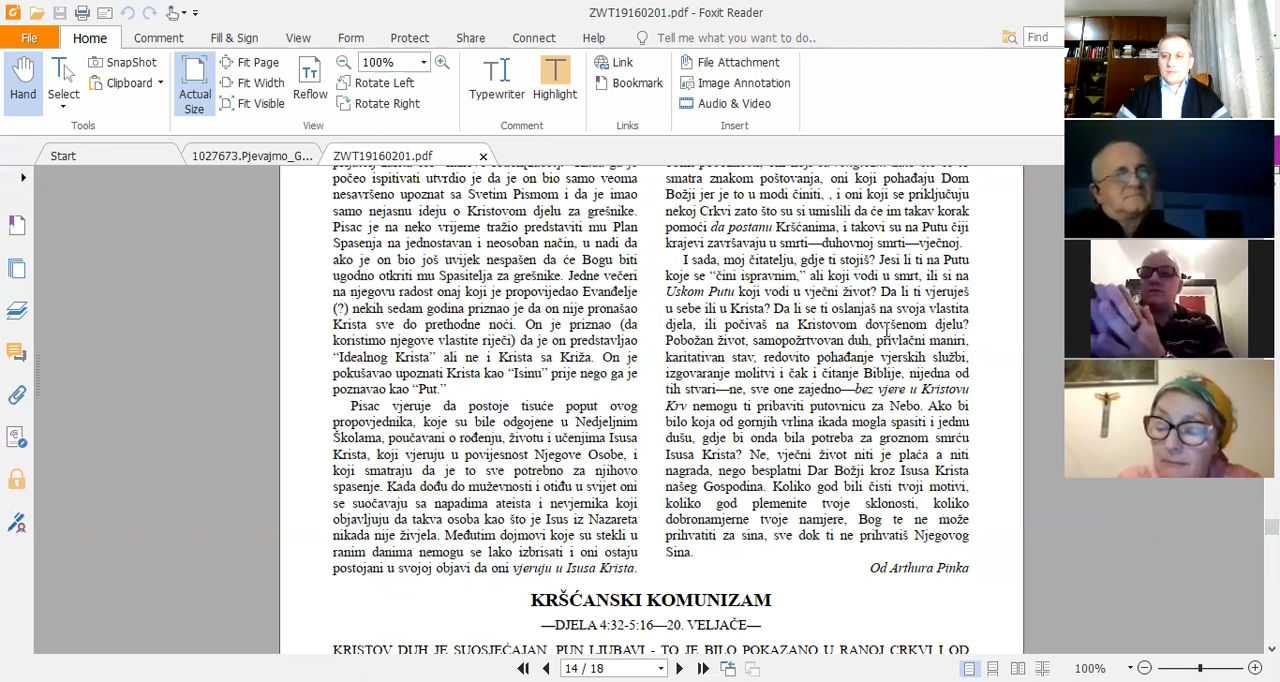 ZWT19160201.pdf - Foxit Reader
File Home Comment Fill & Sign View Form Protect Share Connect Help Tell me what you want to do.. Find
Hand
Select
SnapShot
Clipboard
Tools
Actual Size
Fit Page
Fit Width
Fit Visible
Reflow
100%
Rotate Left
Rotate Right
View
Typewriter
Highlight
Comment
Link
Bookmark
Links
File Attachment
Image Annotation
Audio & Video
Insert
Start
1027673.Pjevajmo_G...
ZWT19160201.pdf
počeo ispitivati utvrdio je da je on bio samo veoma
nesavršeno upoznat sa Svetim Pismom i da je imao
samo nejasnu ideju o Kristovom djelu za grešnike.
Pisac je na neko vrijeme tražio predstaviti mu Plan
Spasenja na jednostavan i neosoban način, u nadi da
ako je on bio još uvijek nespašen da će Bogu biti
ugodno otkriti mu Spasitelja za grešnike. Jedne večeri
na njegovu radost onaj koji je propovijedao Evanđelje
(?) nekih sedam godina priznao je da on nije pronašao
Krista sve do prethodne noći. On je priznao (da
koristimo njegove vlastite riječi) da je on predstavljao
“Idealnog Krista” ali ne i Krista sa Križa. On je
pokušavao upoznati Krista kao “Isinu” prije nego ga je
poznavao kao “Put.”
Pisac vjeruje da postoje tisuće poput ovog
propovjednika, koje su bile odgojene u Nedjeljnim
Školama, poučavani o rođenju, životu i učenjima Isusa
Krista, koji vjeruju u povijesnost Njegove Osobe, i
koji smatraju da je to sve potrebno za njihovo
spasenje. Kada dođu do muževnosti i otiđu u svijet oni
se suočavaju sa napadima ateista i nevjernika koji
objavljuju da takva osoba kao što je Isus iz Nazareta
nikada nije živjela. Međutim dojmovi koje su stekli u
ranim danima nemogu se lako izbrisati i oni ostaju
postojani u svojoj objavi da oni vjeruju u Isusa Krista.
smatra znakom poštovanja, oni koji pohađaju Dom
Božji jer je to u modi činiti, , i oni koji se priključuju
nekoj Crkvi zato što su si umislili da će im takav korak
pomoći da postanu Kršćanima, i takovi su na Putu čiji
krajevi završavaju u smrti—duhovnoj smrti—vječnoj.
I sada, moj čitatelju, gdje ti stojiš? Jesi li ti na Putu
koje se “čini ispravnim,” ali koji vodi u smrt, ili si na
Uskom Putu koji vodi u vječni život? Da li ti vjeruješ
u sebe ili u Krista? Da li se ti oslanjaš na svoja vlastita
djela, ili počivaš na Kristovom dovršenom djelu?
Pobožan život, samopožrtvovan duh, privlačni maniri,
karitativan stav, redovito pohađanje vjerskih službi,
izgovaranje molitvi i čak i čitanje Biblije, nijedna od
tih stvari—ne, sve one zajedno—bez vjere u Kristovu
Krv nemogu ti pribaviti putovnicu za Nebo. Ako bi
bilo koja od gornjih vrlina ikada mogla spasiti i jednu
dušu, gdje bi onda bila potreba za groznom smrću
Isusa Krista? Ne, vječni život niti je plaća a niti
nagrada, nego besplatni Dar Božji kroz Isusa Krista
našeg Gospodina. Koliko god bili čisti tvoji motivi,
koliko god plemenite tvoje sklonosti, koliko
dobronamjerne tvoje namjere, Bog te ne može
prihvatiti za sina, sve dok ti ne prihvatiš Njegovog
Sina.
Od Arthura Pinka
KRŠĆANSKI KOMUNIZAM
—DJELA 4:32-5:16—20. VELJAČE—
KRISTOV DUH JE SUOSJEĆAJAN, PUN LJUBAVI - TO JE BILO POKAZANO U RANOJ CRKVI I OD
14 / 18
100%